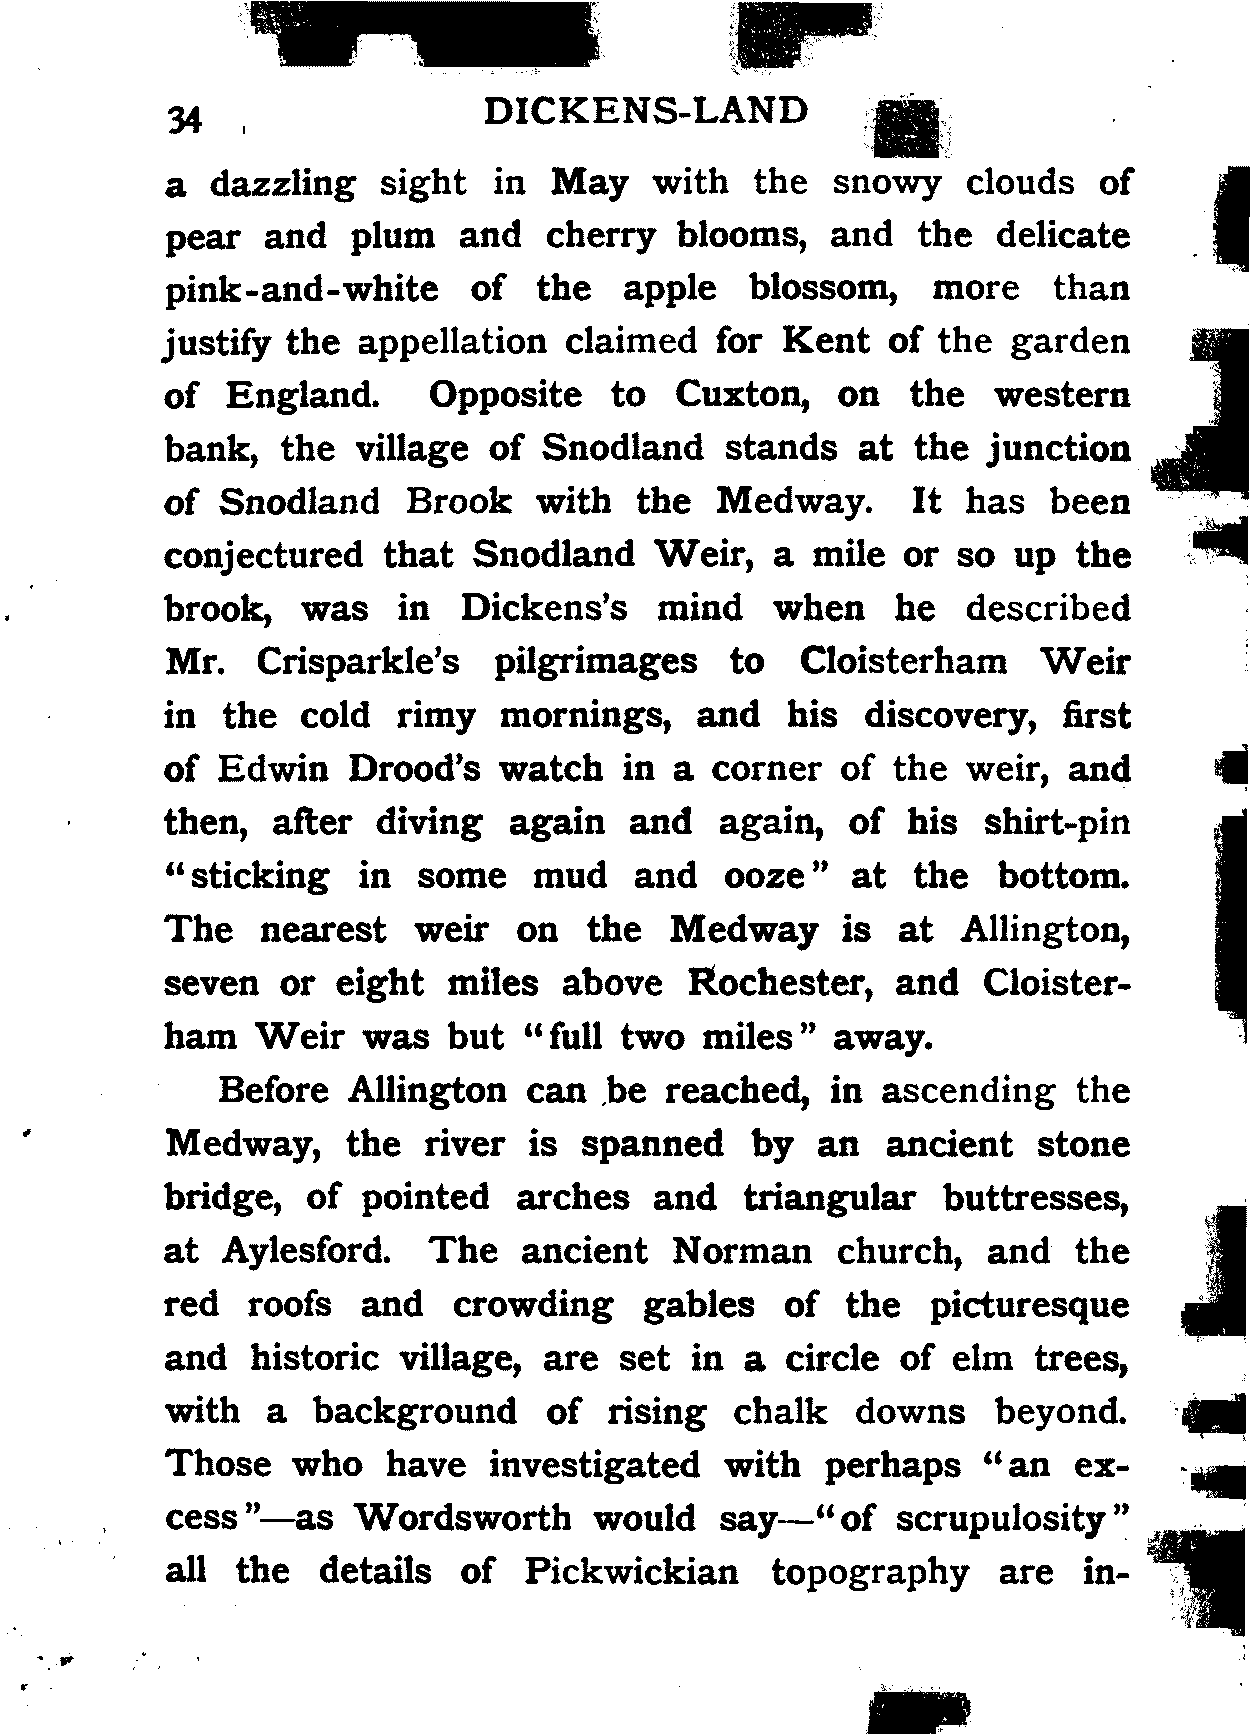 34 DICKENS-LAND
a dazzling sight in May with the snowy clouds of
pear and plum and cherry blooms, and the delicate
pink-and-white of the apple blossom, more than
justify the appellation claimed for Kent of the garden
of England. Opposite to Cuxton, on the western
bank, the village of Snodland stands at the junction
of Snodland Brook with the Medway. It has been
conjectured that Snodland Weir, a mile or so up the
brook, was in Dickens's mind when he described
Mr. Crisparkle's pilgrimages to Cloisterham Weir
in the cold rimy mornings, and his discovery, first
of Edwin Drood's watch in a corner of the weir, and
then, after diving again and again, of his shirt-pin
"sticking in some mud and ooze" at the bottom.
The nearest weir on the Medway is at Allington,
seven or eight miles above Rochester, and Cloister-
ham Weir was but "full two miles" away.
Before Allington can be reached, in ascending the
Medway, the river is spanned by an ancient stone
bridge, of pointed arches and triangular buttresses,
at Aylesford. The ancient Norman church, and the
red roofs and crowding gables of the picturesque
and historic village, are set in a circle of elm trees,
with a background of rising chalk downs beyond.
Those who have investigated with perhaps "an ex-
cess"—as Wordsworth would say—"of scrupulosity"
all the details of Pickwickian topography are in-